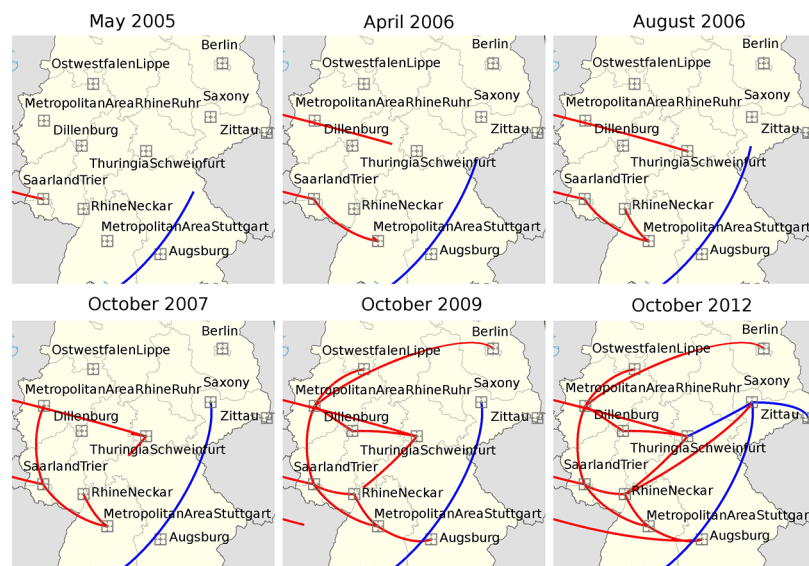 May 2005
April 2006
August 2006
Berlin
OstwestfalenLippe
MetropolitanAreaRhineRuhr
Saxony
Dillenburg
Zittau
ThuringiaSchweinfurt
SaarlandTrier
RhineNeckar
MetropolitanAreaStuttgart
Augsburg
Berlin
OstwestfalenLippe
MetropolitanAreaRhineRuhr
Saxony
Dillenburg
Zittau
ThuringiaSchweinfurt
SaarlandTrier
RhineNeckar
MetropolitanAreaStuttgart
Augsburg
Berlin
OstwestfalenLippe
MetropolitanAreaRhineRuhr
Saxony
Dillenburg
Zittau
ThuringiaSchweinfurt
SaarlandTrier
RhineNeckar
MetropolitanAreaStuttgart
Augsburg
October 2007
October 2009
October 2012
Berlin
OstwestfalenLippe
MetropolitanAreaRhineRuhr
Saxony
Dillenburg
Zittau
ThuringiaSchweinfurt
SaarlandTrier
RhineNeckar
MetropolitanAreaStuttgart
Augsburg
Berlin
OstwestfalenLippe
MetropolitanAreaRhineRuhr
Saxony
Dillenburg
Zittau
ThuringiaSchweinfurt
SaarlandTrier
RhineNeckar
MetropolitanAreaStuttgart
Augsburg
Berlin
OstwestfalenLippe
MetropolitanAreaRhineRuhr
Saxony
Dillenburg
Zittau
ThuringiaSchweinfurt
SaarlandTrier
RhineNeckar
MetropolitanAreaStuttgart
Augsburg